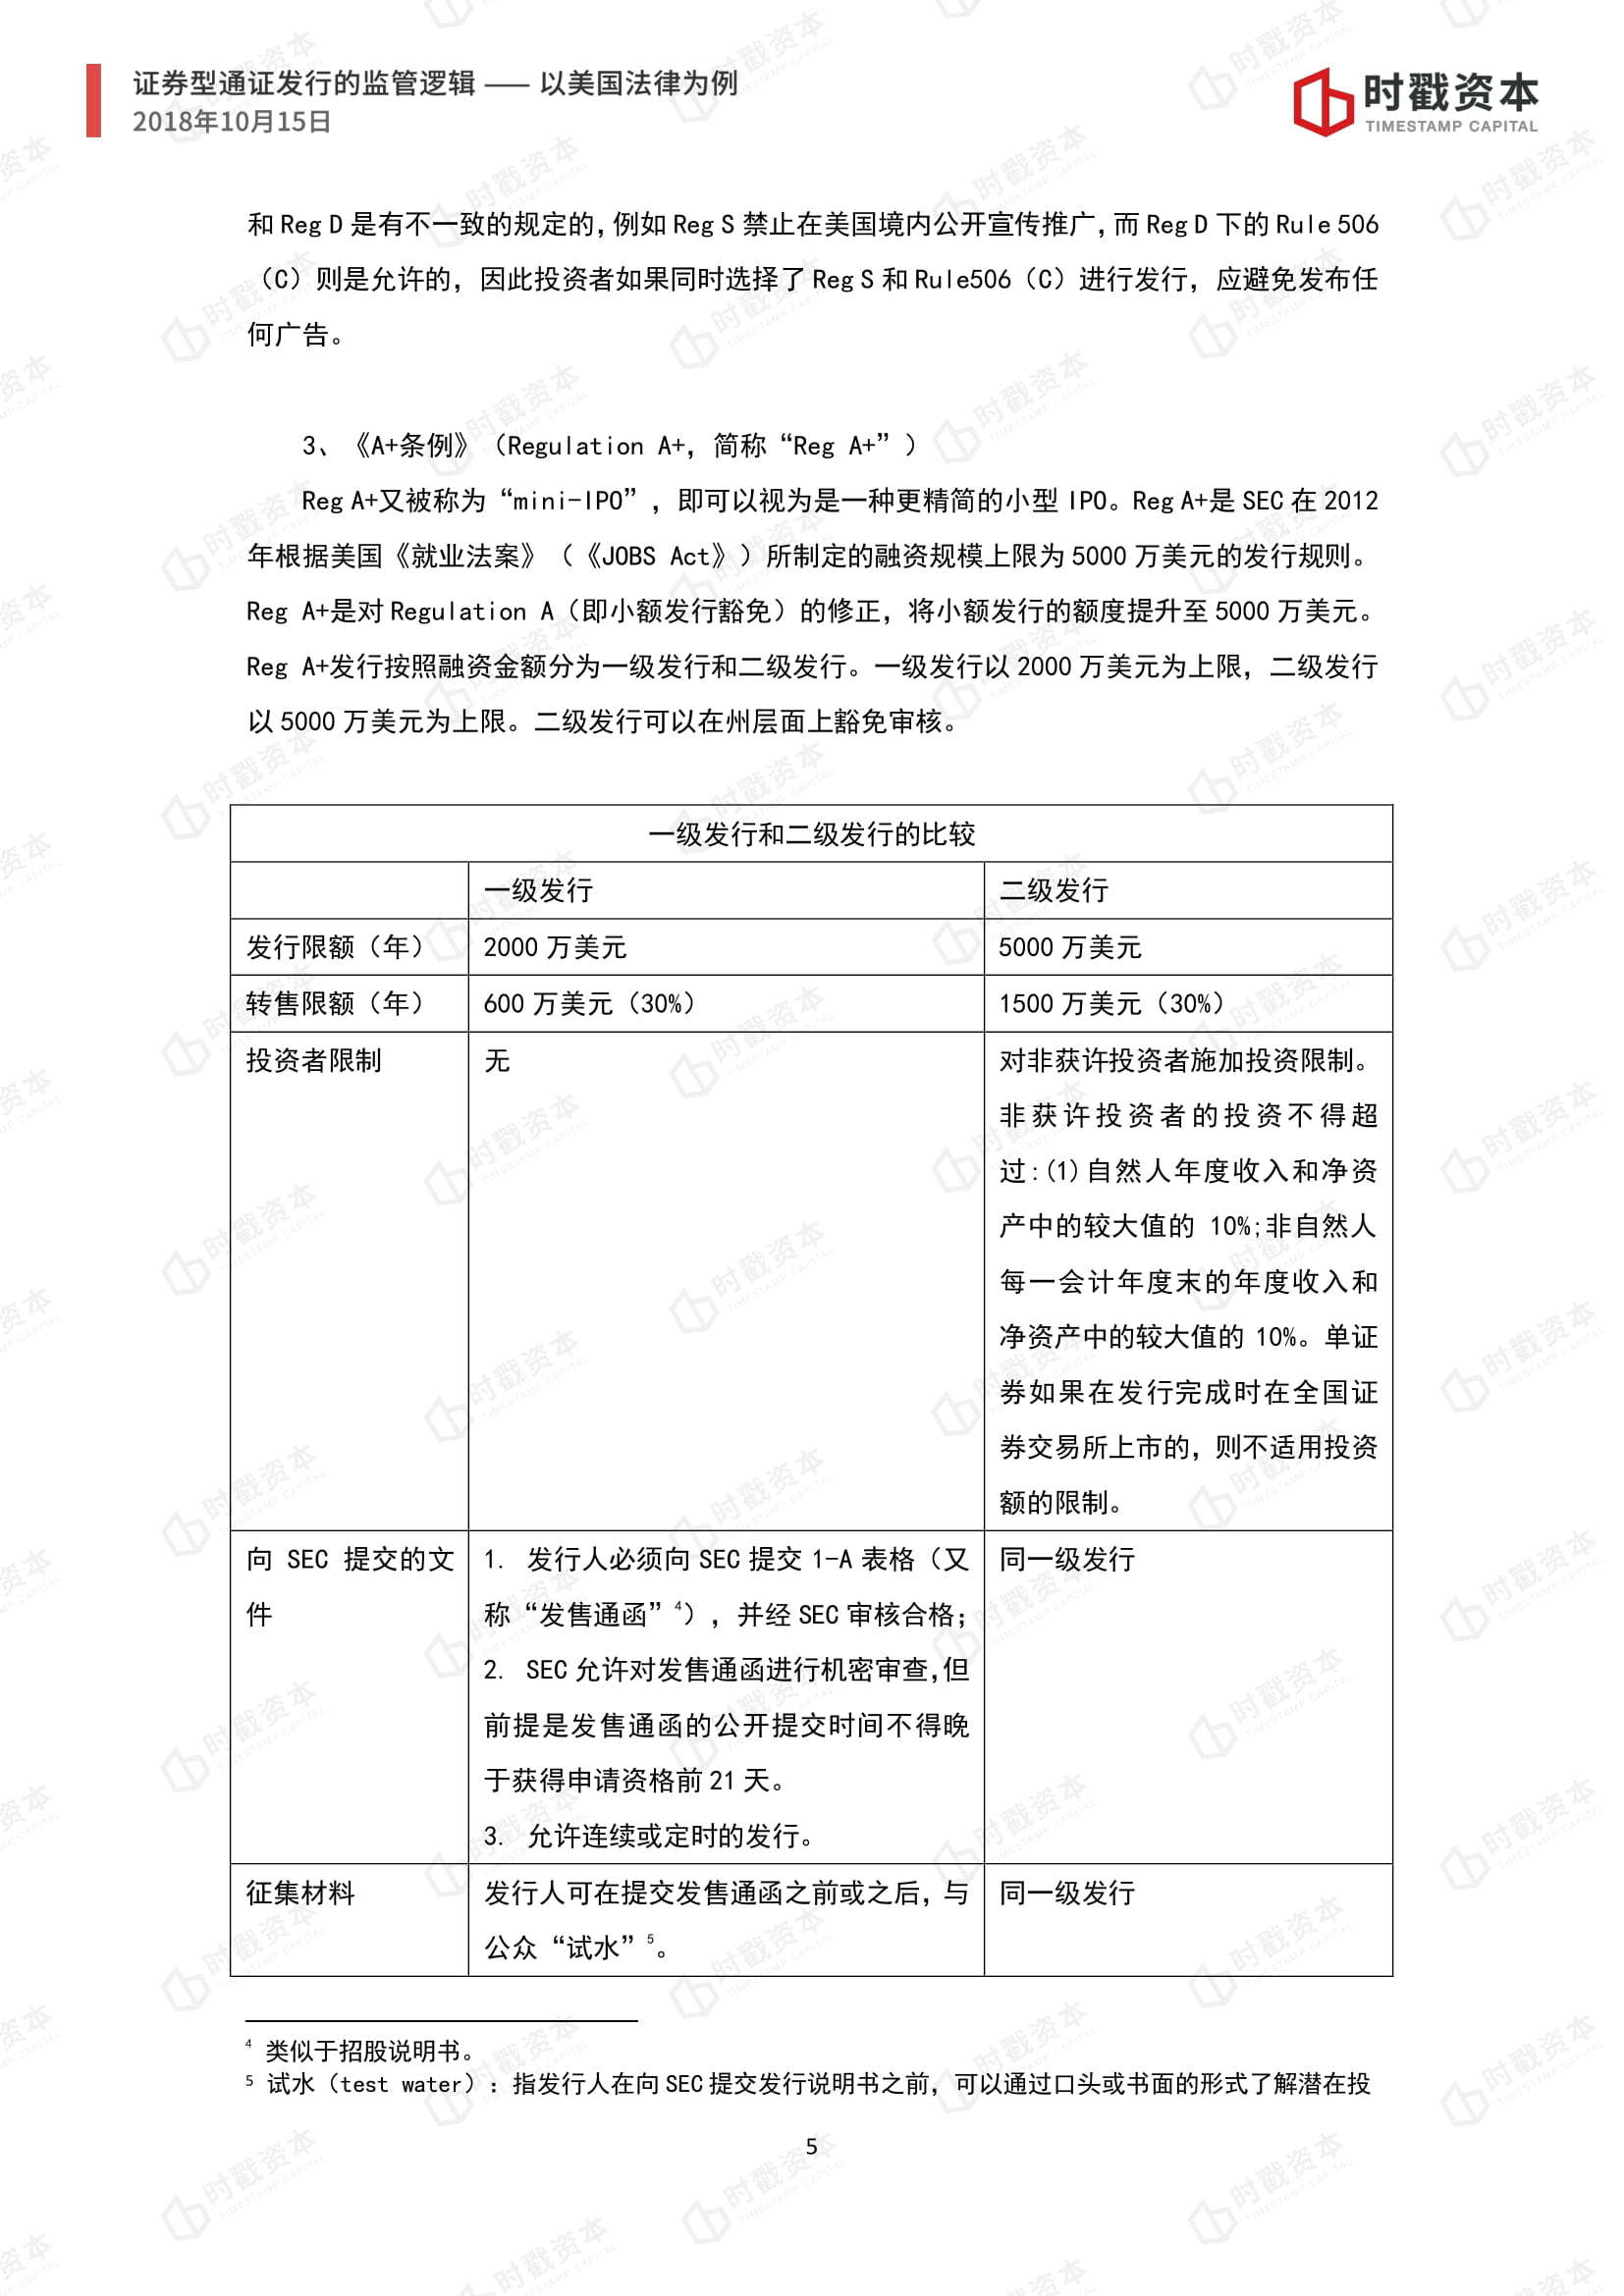 证券型通证发行的监管逻辑 —— 以美国法律为例
2018年10月15日
时戳资本
TIMESTAMP CAPITAL
和 Reg D 是有不一致的规定的，例如 Reg S 禁止在美国境内公开宣传推广，而 Reg D 下的 Rule 506
（C）则是允许的，因此投资者如果同时选择了 Reg S 和 Rule506（C）进行发行，应避免发布任
何广告。
3、《A+条例》（Regulation A+，简称“Reg A+”）
Reg A+又被称为“mini-IPO”，即可以视为是一种更精简的小型 IPO。Reg A+是 SEC 在 2012
年根据美国《就业法案》（《JOBS Act》）所制定的融资规模上限为 5000 万美元的发行规则。
Reg A+是对 Regulation A（即小额发行豁免）的修正，将小额发行的额度提升至 5000 万美元。
Reg A+发行按照融资金额分为一级发行和二级发行。一级发行以 2000 万美元为上限，二级发行
以 5000 万美元为上限。二级发行可以在州层面上豁免审核。
一级发行和二级发行的比较
一级发行 二级发行
发行限额（年） 2000 万美元 5000 万美元
转售限额（年） 600 万美元（30%） 1500 万美元（30%）
投资者限制 无 对非获许投资者施加投资限制。
非获许投资者的投资不得超
过:(1)自然人年度收入和净资
产中的较大值的 10%;非自然人
每一会计年度末的年度收入和
净资产中的较大值的 10%。单证
券如果在发行完成时在全国证
券交易所上市的，则不适用投资
额的限制。
向 SEC 提交的文 1. 发行人必须向 SEC 提交 1-A 表格（又 同一级发行
件 称“发售通函”4），并经 SEC 审核合格；
2. SEC 允许对发售通函进行机密审查，但
前提是发售通函的公开提交时间不得晚
于获得申请资格前 21 天。
3. 允许连续或定时的发行。
征集材料 发行人可在提交发售通函之前或之后，与 同一级发行
公众“试水”5。
4 类似于招股说明书。
5 试水（test water）：指发行人在向 SEC 提交发行说明书之前，可以通过口头或书面的形式了解潜在投
5